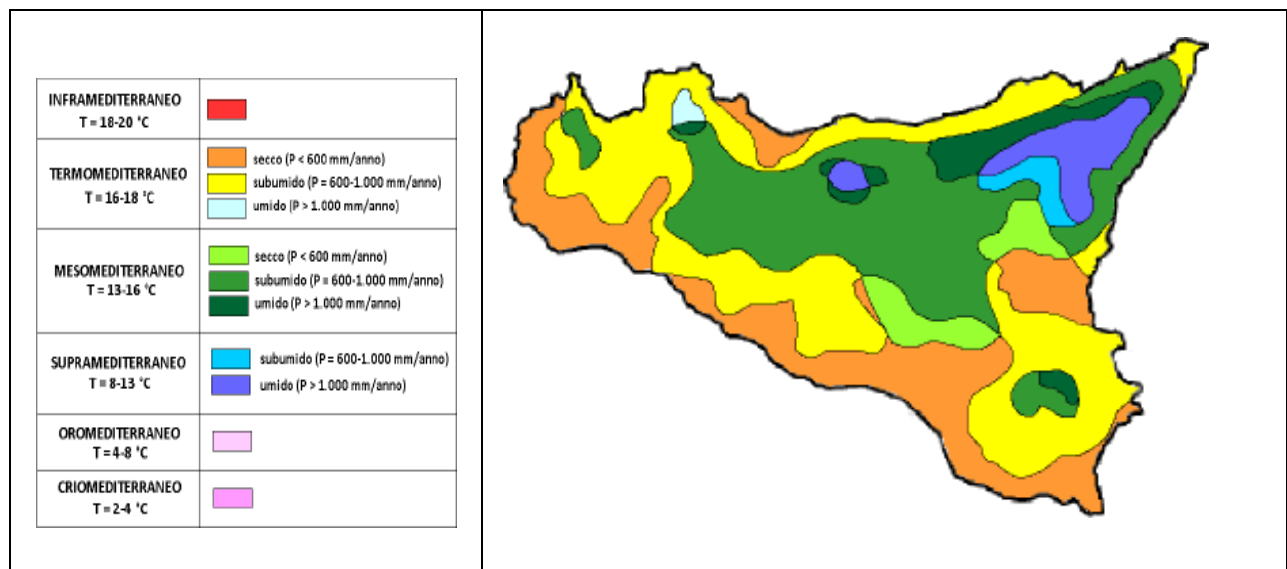 INFRAMEDITERRANEO
T = 18-20 °C
TERMOMEDITERRANEO
T = 16-18 °C
secco (P < 600 mm/anno)
subumido (P = 600-1.000 mm/anno)
umido (P > 1.000 mm/anno)
MESOMEDITERRANEO
T = 13-16 °C
secco (P < 600 mm/anno)
subumido (P = 600-1.000 mm/anno)
umido (P > 1.000 mm/anno)
SUPRAMEDITERRANEO
T = 8-13 °C
subumido (P = 600-1.000 mm/anno)
umido (P > 1.000 mm/anno)
OROMEDITERRANEO
T = 4-8 °C
CRIOMEDITERRANEO
T = 2-4 °C